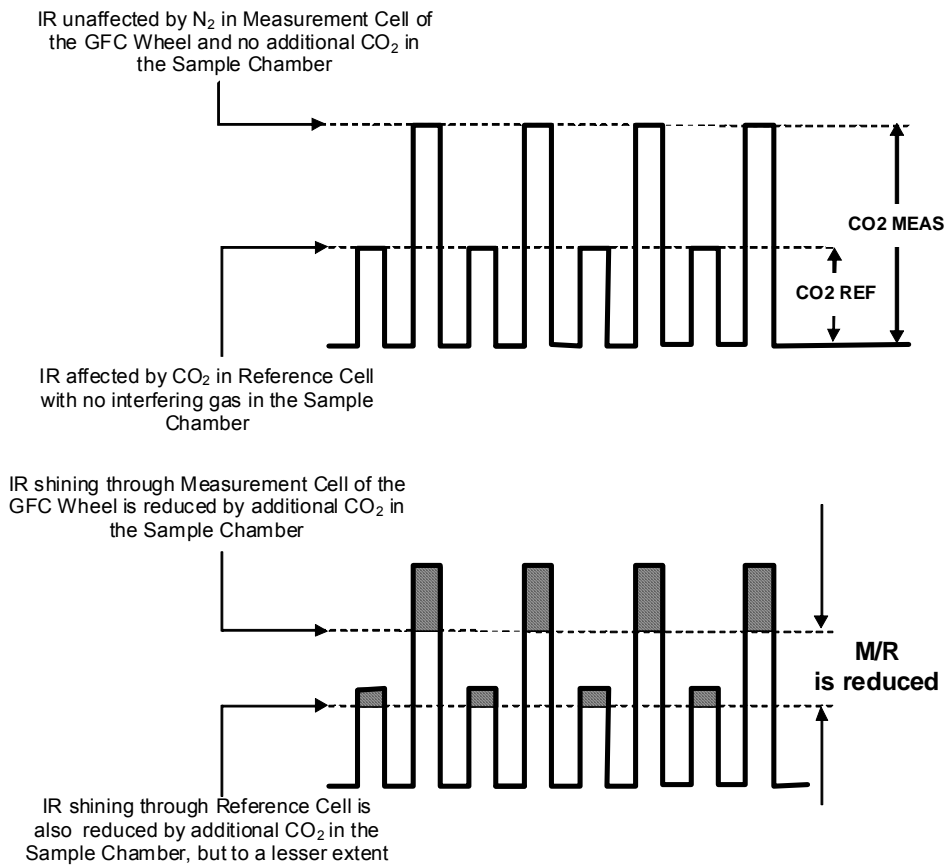 IR unaffected by N2 in Measurement Cell of
the GFC Wheel and no additional CO2 in
the Sample Chamber
CO2 MEAS
CO2 REF
IR affected by CO2 in Reference Cell
with no interfering gas in the Sample
Chamber
IR shining through Measurement Cell of the
GFC Wheel is reduced by additional CO2 in
the Sample Chamber
M/R
is reduced
IR shining through Reference Cell is
also reduced by additional CO2 in the
Sample Chamber, but to a lesser extent